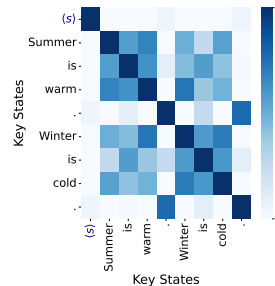 Key States
⟨s⟩
Summer
is
warm
.
Winter
is
cold
.
⟨s⟩
Summer
is
warm
.
Winter
is
cold
.
Key States